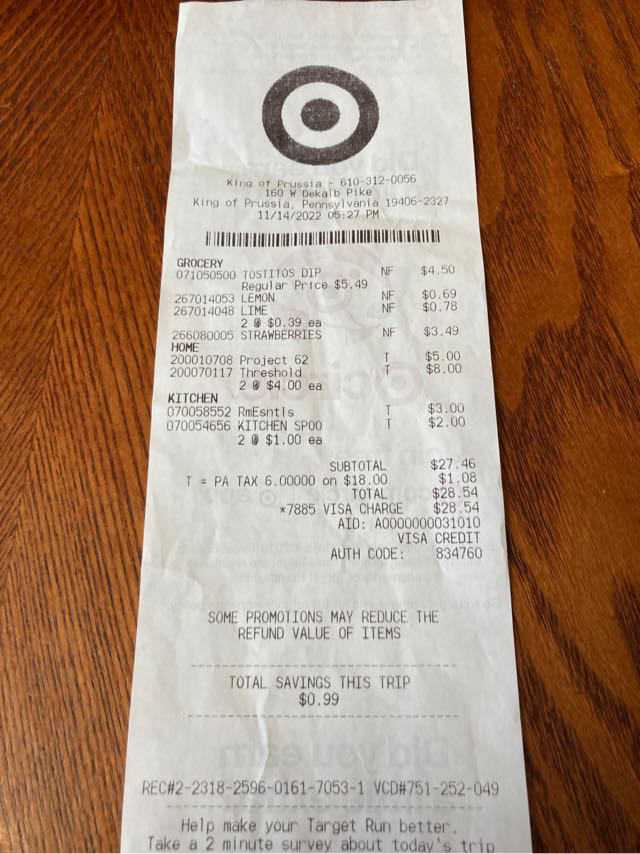 King of Prussia - 610-312-0056
160 W Dekalb Pike
King of Prussia, Pennsylvania 19406-2327
11/14/2022 05:27 PM
GROCERY
071050500 TOSTITOS DIP NF $4.50
Regular Price $5.49
267014053 LEMON NF $0.69
267014048 LIME NF $0.78
2 @ $0.39 ea
266080005 STRAWBERRIES NF $3.49
HOME
200010708 Project 62 T $5.00
200070117 Threshold T $8.00
2 @ $4.00 ea
KITCHEN
070058552 RmEsntls T $3.00
070054656 KITCHEN SPOO T $2.00
2 @ $1.00 ea
SUBTOTAL $27.46
T = PA TAX 6.00000 on $18.00 $1.08
TOTAL $28.54
*7885 VISA CHARGE $28.54
AID: A0000000031010
VISA CREDIT
AUTH CODE: 834760
SOME PROMOTIONS MAY REDUCE THE
REFUND VALUE OF ITEMS
TOTAL SAVINGS THIS TRIP
$0.99
REC#2-2318-2596-0161-7053-1 VCD#751-252-049
Help make your Target Run better.
Take a 2 minute survey about today's trip